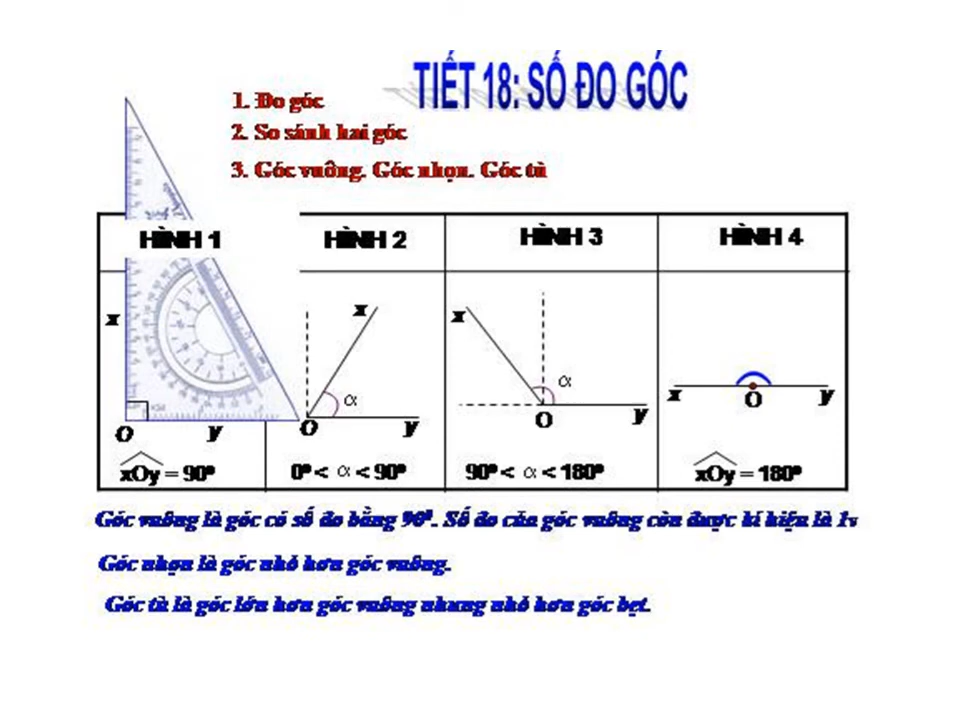 TIẾT 18: SỐ ĐO GÓC
1. Đo góc
2. So sánh hai góc
3. Góc vuông. Góc nhọn. Góc tù
HÌNH 1 HÌNH 2 HÌNH 3 HÌNH 4
x x x
α α
x O y
O y O y O y
xOy = 90° 0° < α < 90° 90° < α < 180° xOy = 180°
Góc vuông là góc có số đo bằng 90⁰. Số đo của góc vuông còn được kí hiệu là 1v
Góc nhọn là góc nhỏ hơn góc vuông.
Góc tù là góc lớn hơn góc vuông nhưng nhỏ hơn góc bẹt.